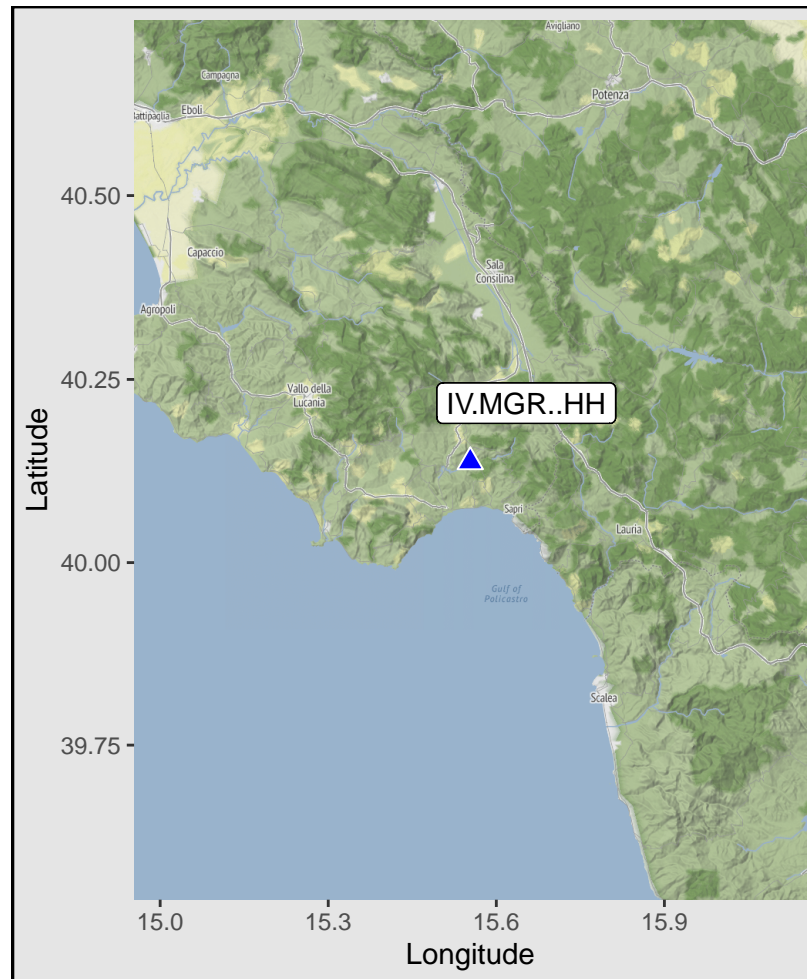 Avigliano
Campagna
Potenza
Eboli
Battipaglia
40.50
Capaccio
Sala
Consilina
Agropoli
40.25
Vallo della
Lucania
IV.MGR..HH
Latitude
Sapri
Lauria
40.00
Gulf of
Policastro
Scalea
39.75
15.0 15.3 15.6 15.9
Longitude